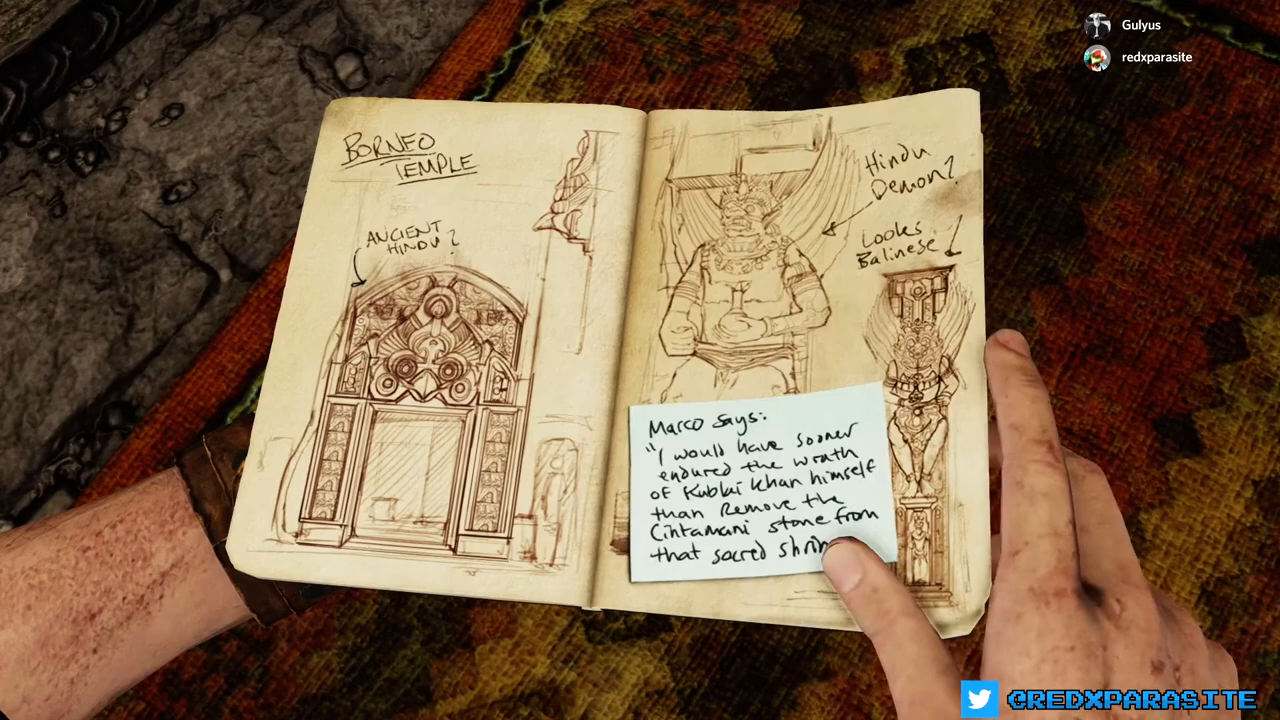 Gulyus
redxparasite
BORNEO
TEMPLE
ANCIENT
HINDU?
Hindu
Demon?
Looks
Balinese!
Marco says:
"I would have sooner
endured the wrath
of Kublai Khan himself
than Remove the
Cintamani stone from
that sacred
@REDXPARASITE